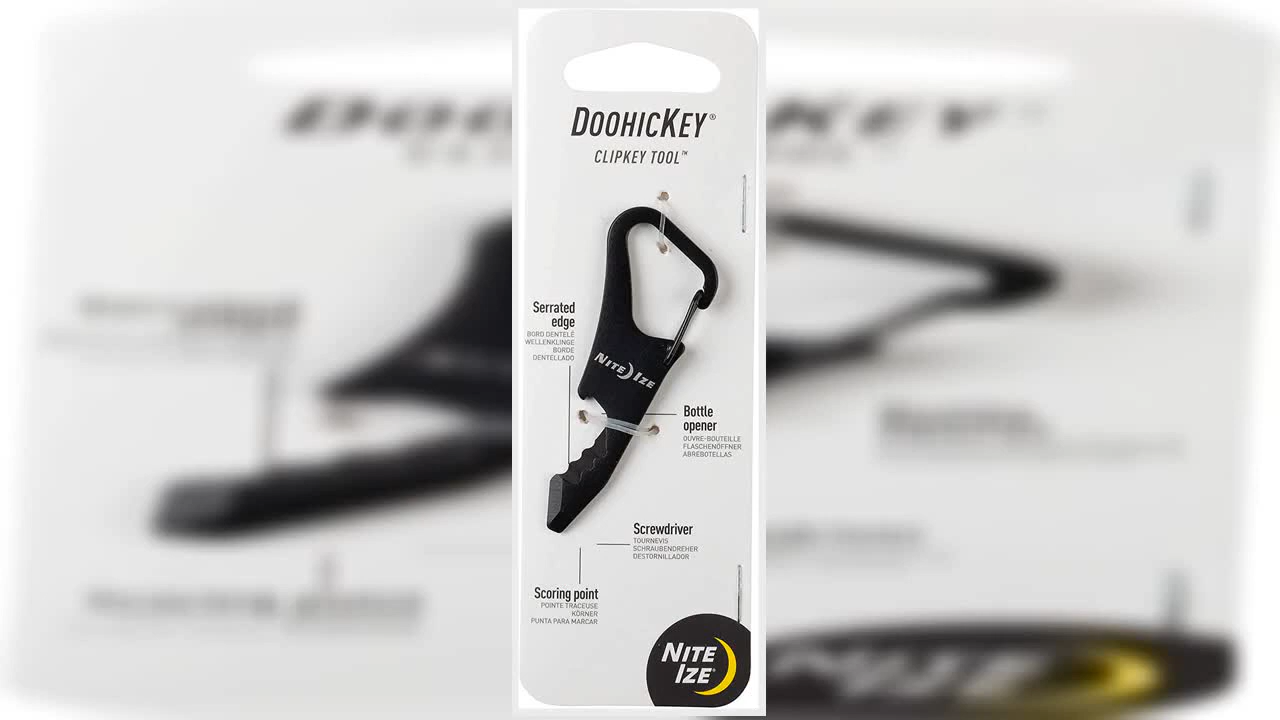 DOOHICKEY®
CLIPKEY TOOL™
Serrated
edge
BORD DENTELÉ
WELLENKLINGE
BORDE
DENTELLADO
NITE IZE
Bottle
opener
OUVRE-BOUTEILLE
FLASCHENÖFFNER
ABREBOTELLAS
Screwdriver
TOURNEVIS
SCHRAUBENDREHER
DESTORNILLADOR
Scoring point
POINTE TRACEUSE
KÖRNER
PUNTA PARA MARCAR
NITE
IZE®